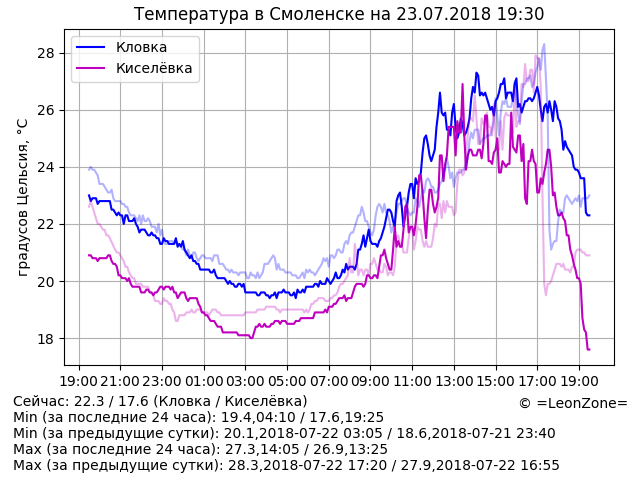 Температура в Смоленске на 23.07.2018 19:30
градусов Цельсия, °C
28
26
24
22
20
18
Кловка
Киселёвка
19:00 21:00 23:00 01:00 03:00 05:00 07:00 09:00 11:00 13:00 15:00 17:00 19:00
Сейчас: 22.3 / 17.6 (Кловка / Киселёвка)
© =LeonZone=
Min (за последние 24 часа): 19.4,04:10 / 17.6,19:25
Min (за предыдущие сутки): 20.1,2018-07-22 03:05 / 18.6,2018-07-21 23:40
Max (за последние 24 часа): 27.3,14:05 / 26.9,13:25
Max (за предыдущие сутки): 28.3,2018-07-22 17:20 / 27.9,2018-07-22 16:55